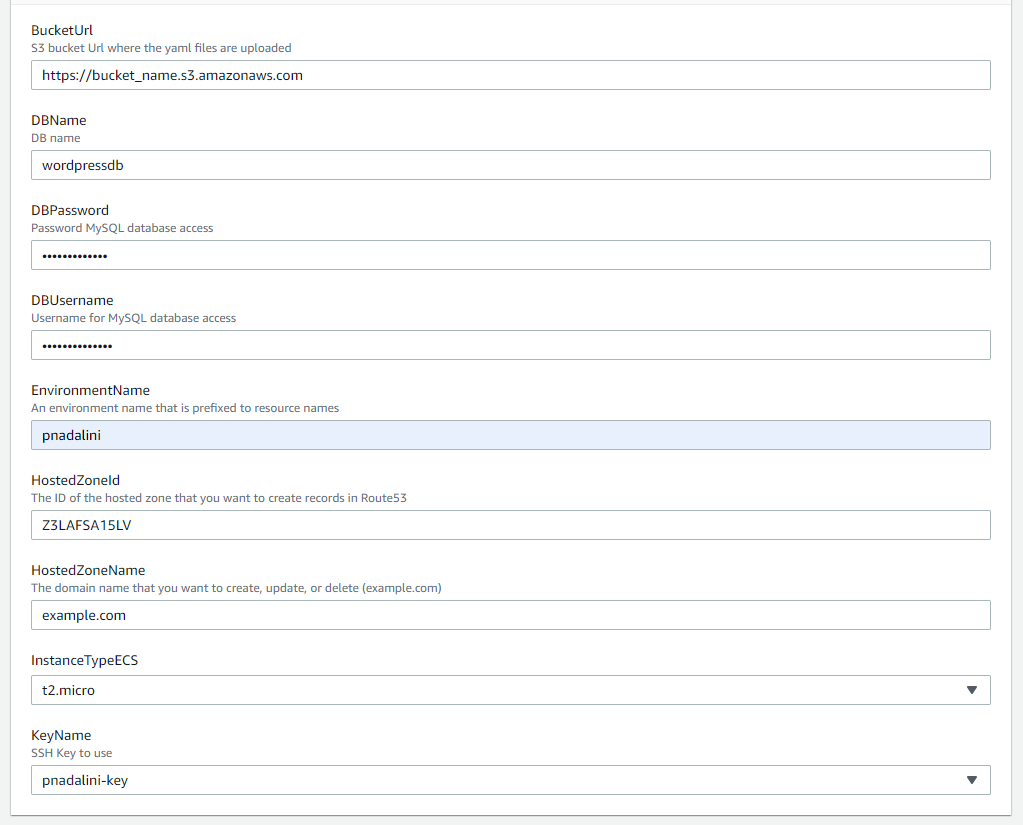 BucketUrl
S3 bucket Url where the yaml files are uploaded
https://bucket_name.s3.amazonaws.com
DBName
DB name
wordpressdb
DBPassword
Password MySQL database access
•••••••••••••
DBUsername
Username for MySQL database access
••••••••••••••
EnvironmentName
An environment name that is prefixed to resource names
pnadalini
HostedZoneId
The ID of the hosted zone that you want to create records in Route53
Z3LAFSA15LV
HostedZoneName
The domain name that you want to create, update, or delete (example.com)
example.com
InstanceTypeECS
t2.micro
KeyName
SSH Key to use
pnadalini-key